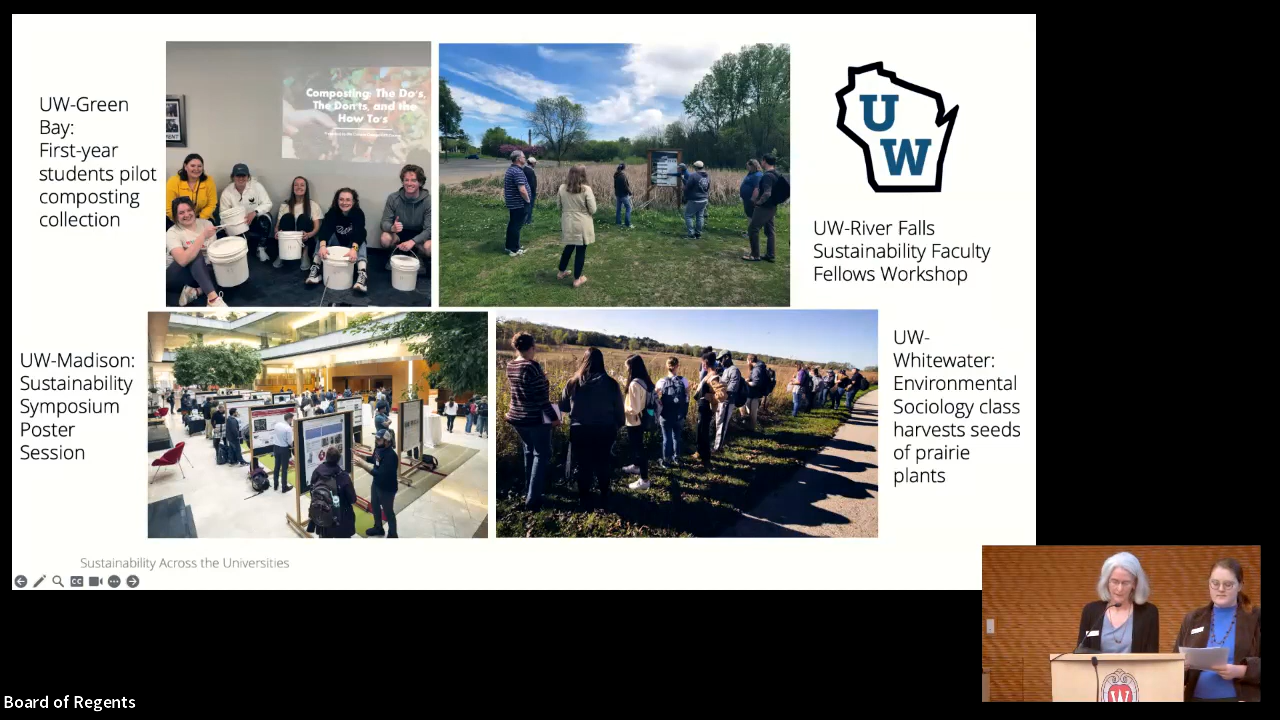 UW-Green
Bay:
First-year
students pilot
composting
collection
Composting: The Do's,
The Don'ts, and the
How To's
U
W
UW-River Falls
Sustainability Faculty
Fellows Workshop
UW-Madison:
Sustainability
Symposium
Poster
Session
UW-
Whitewater:
Environmental
Sociology class
harvests seeds
of prairie
plants
Sustainability Across the Universities
CC
W
Board of Regents